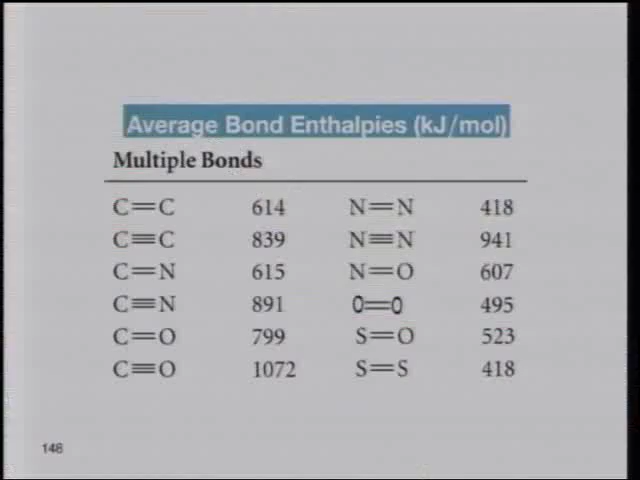 Average Bond Enthalpies (kJ/mol)
Multiple Bonds
C=C 614 N=N 418
C≡C 839 N≡N 941
C=N 615 N=O 607
C≡N 891 O=O 495
C=O 799 S=O 523
C≡O 1072 S=S 418
148